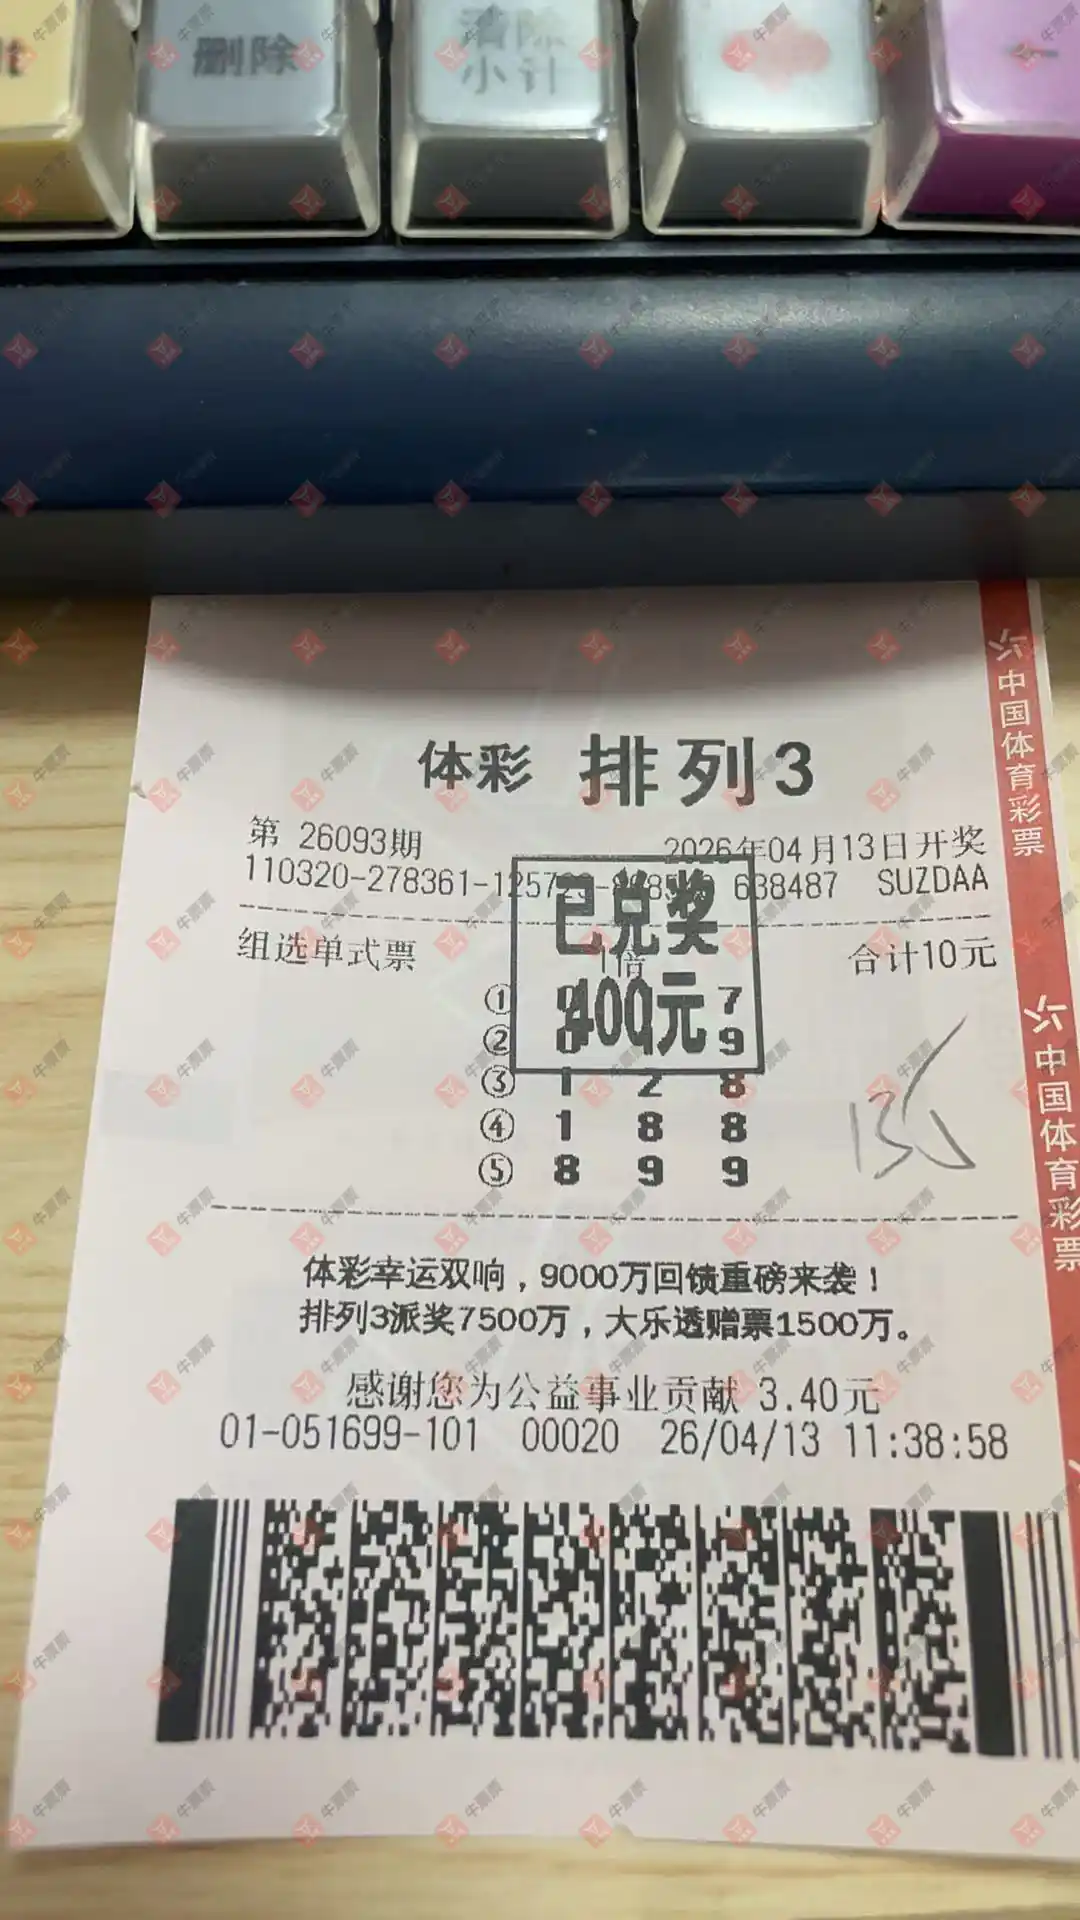 删除
清除
小计
一
中国体育彩票
体彩 排列3
第 26093期 2026年04月13日开奖
110320-278361-125723- 638487 SUZDAA
已兑奖
400元
组选单式票 1倍 合计10元
① 7
② 9
③ 1 2 8
④ 1 8 8
⑤ 8 9 9
中国体育彩票
体彩幸运双响，9000万回馈重磅来袭！
排列3派奖7500万，大乐透赠票1500万。
感谢您为公益事业贡献 3.40元
01-051699-101 00020 26/04/13 11:38:58
牛票票